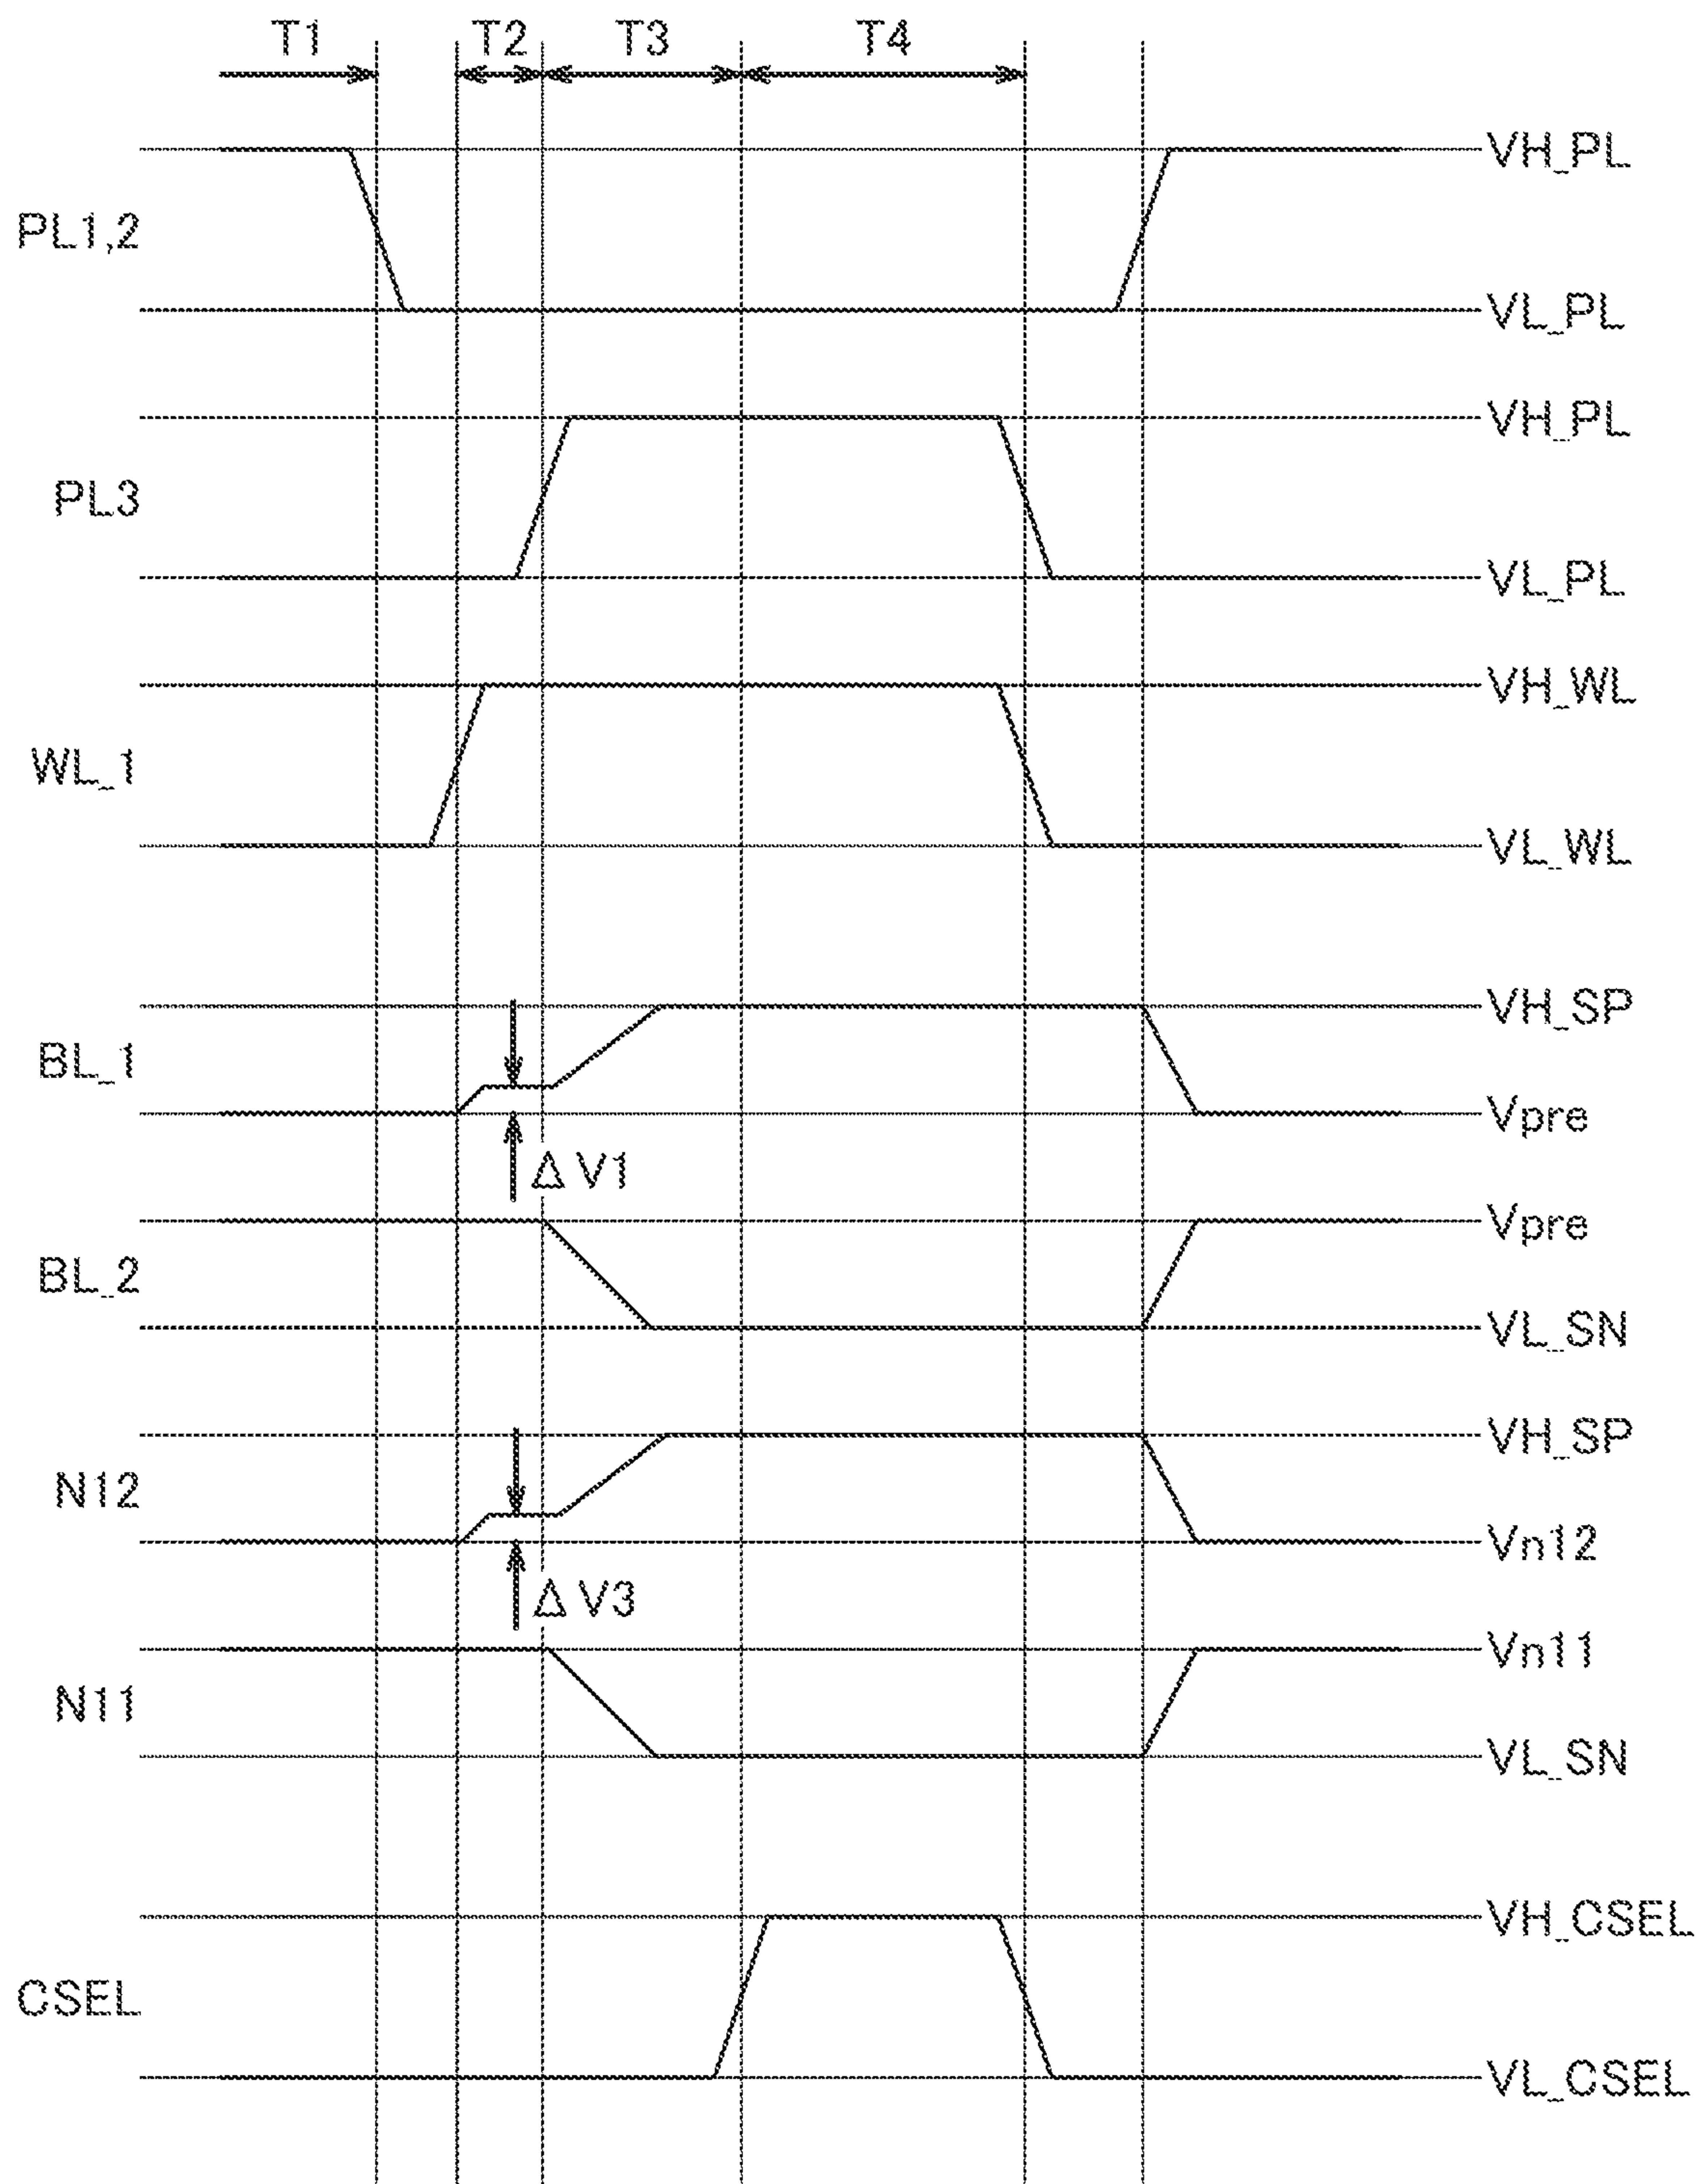 T1 T2 T3 T4
VH_PL
PL1,2
VL_PL
VH_PL
PL3
VL_PL
VH_WL
WL_1
VL_WL
VH_SP
BL_1
Vpre
ΔV1
Vpre
BL_2
VL_SN
VH_SP
N12
Vn12
ΔV3
Vn11
N11
VL_SN
VH_CSEL
CSEL
VL_CSEL